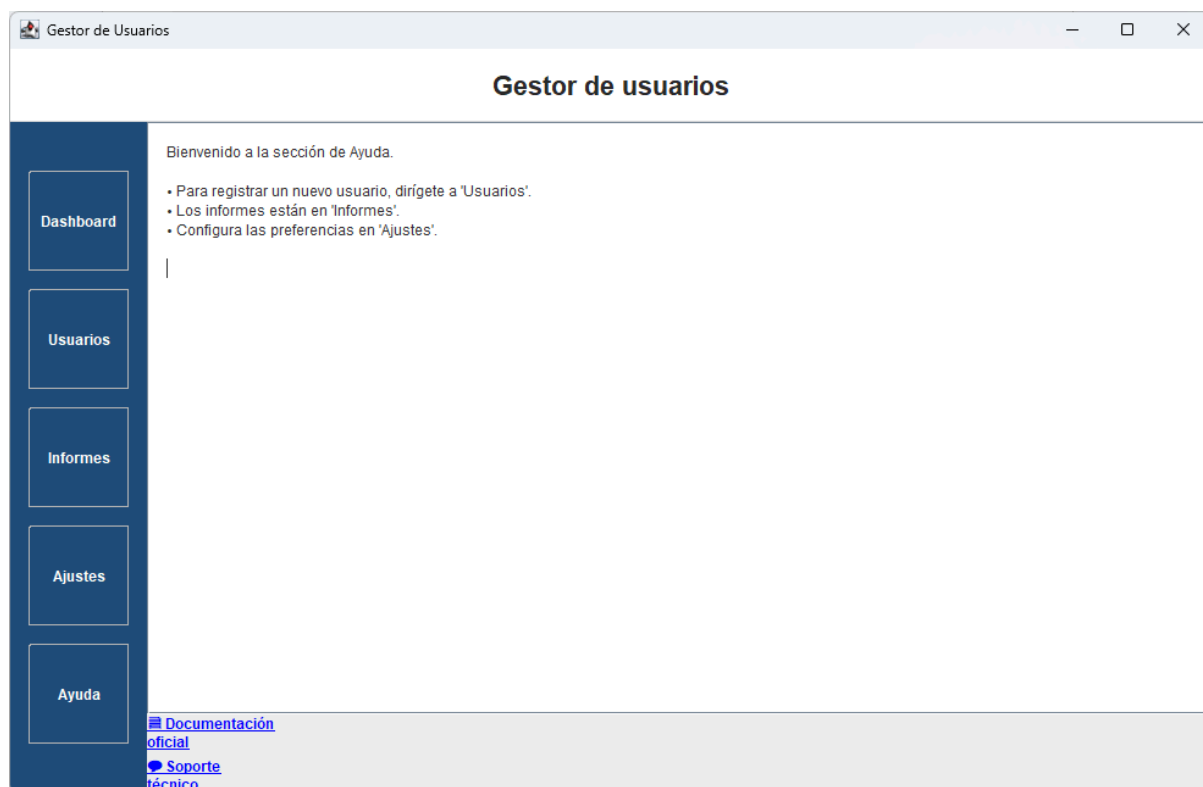 Gestor de Usuarios
Gestor de usuarios
Dashboard
Usuarios
Informes
Ajustes
Ayuda
Bienvenido a la sección de Ayuda.
• Para registrar un nuevo usuario, dirígete a 'Usuarios'.
• Los informes están en 'Informes'.
• Configura las preferencias en 'Ajustes'.
Documentación
oficial
Soporte
técnico